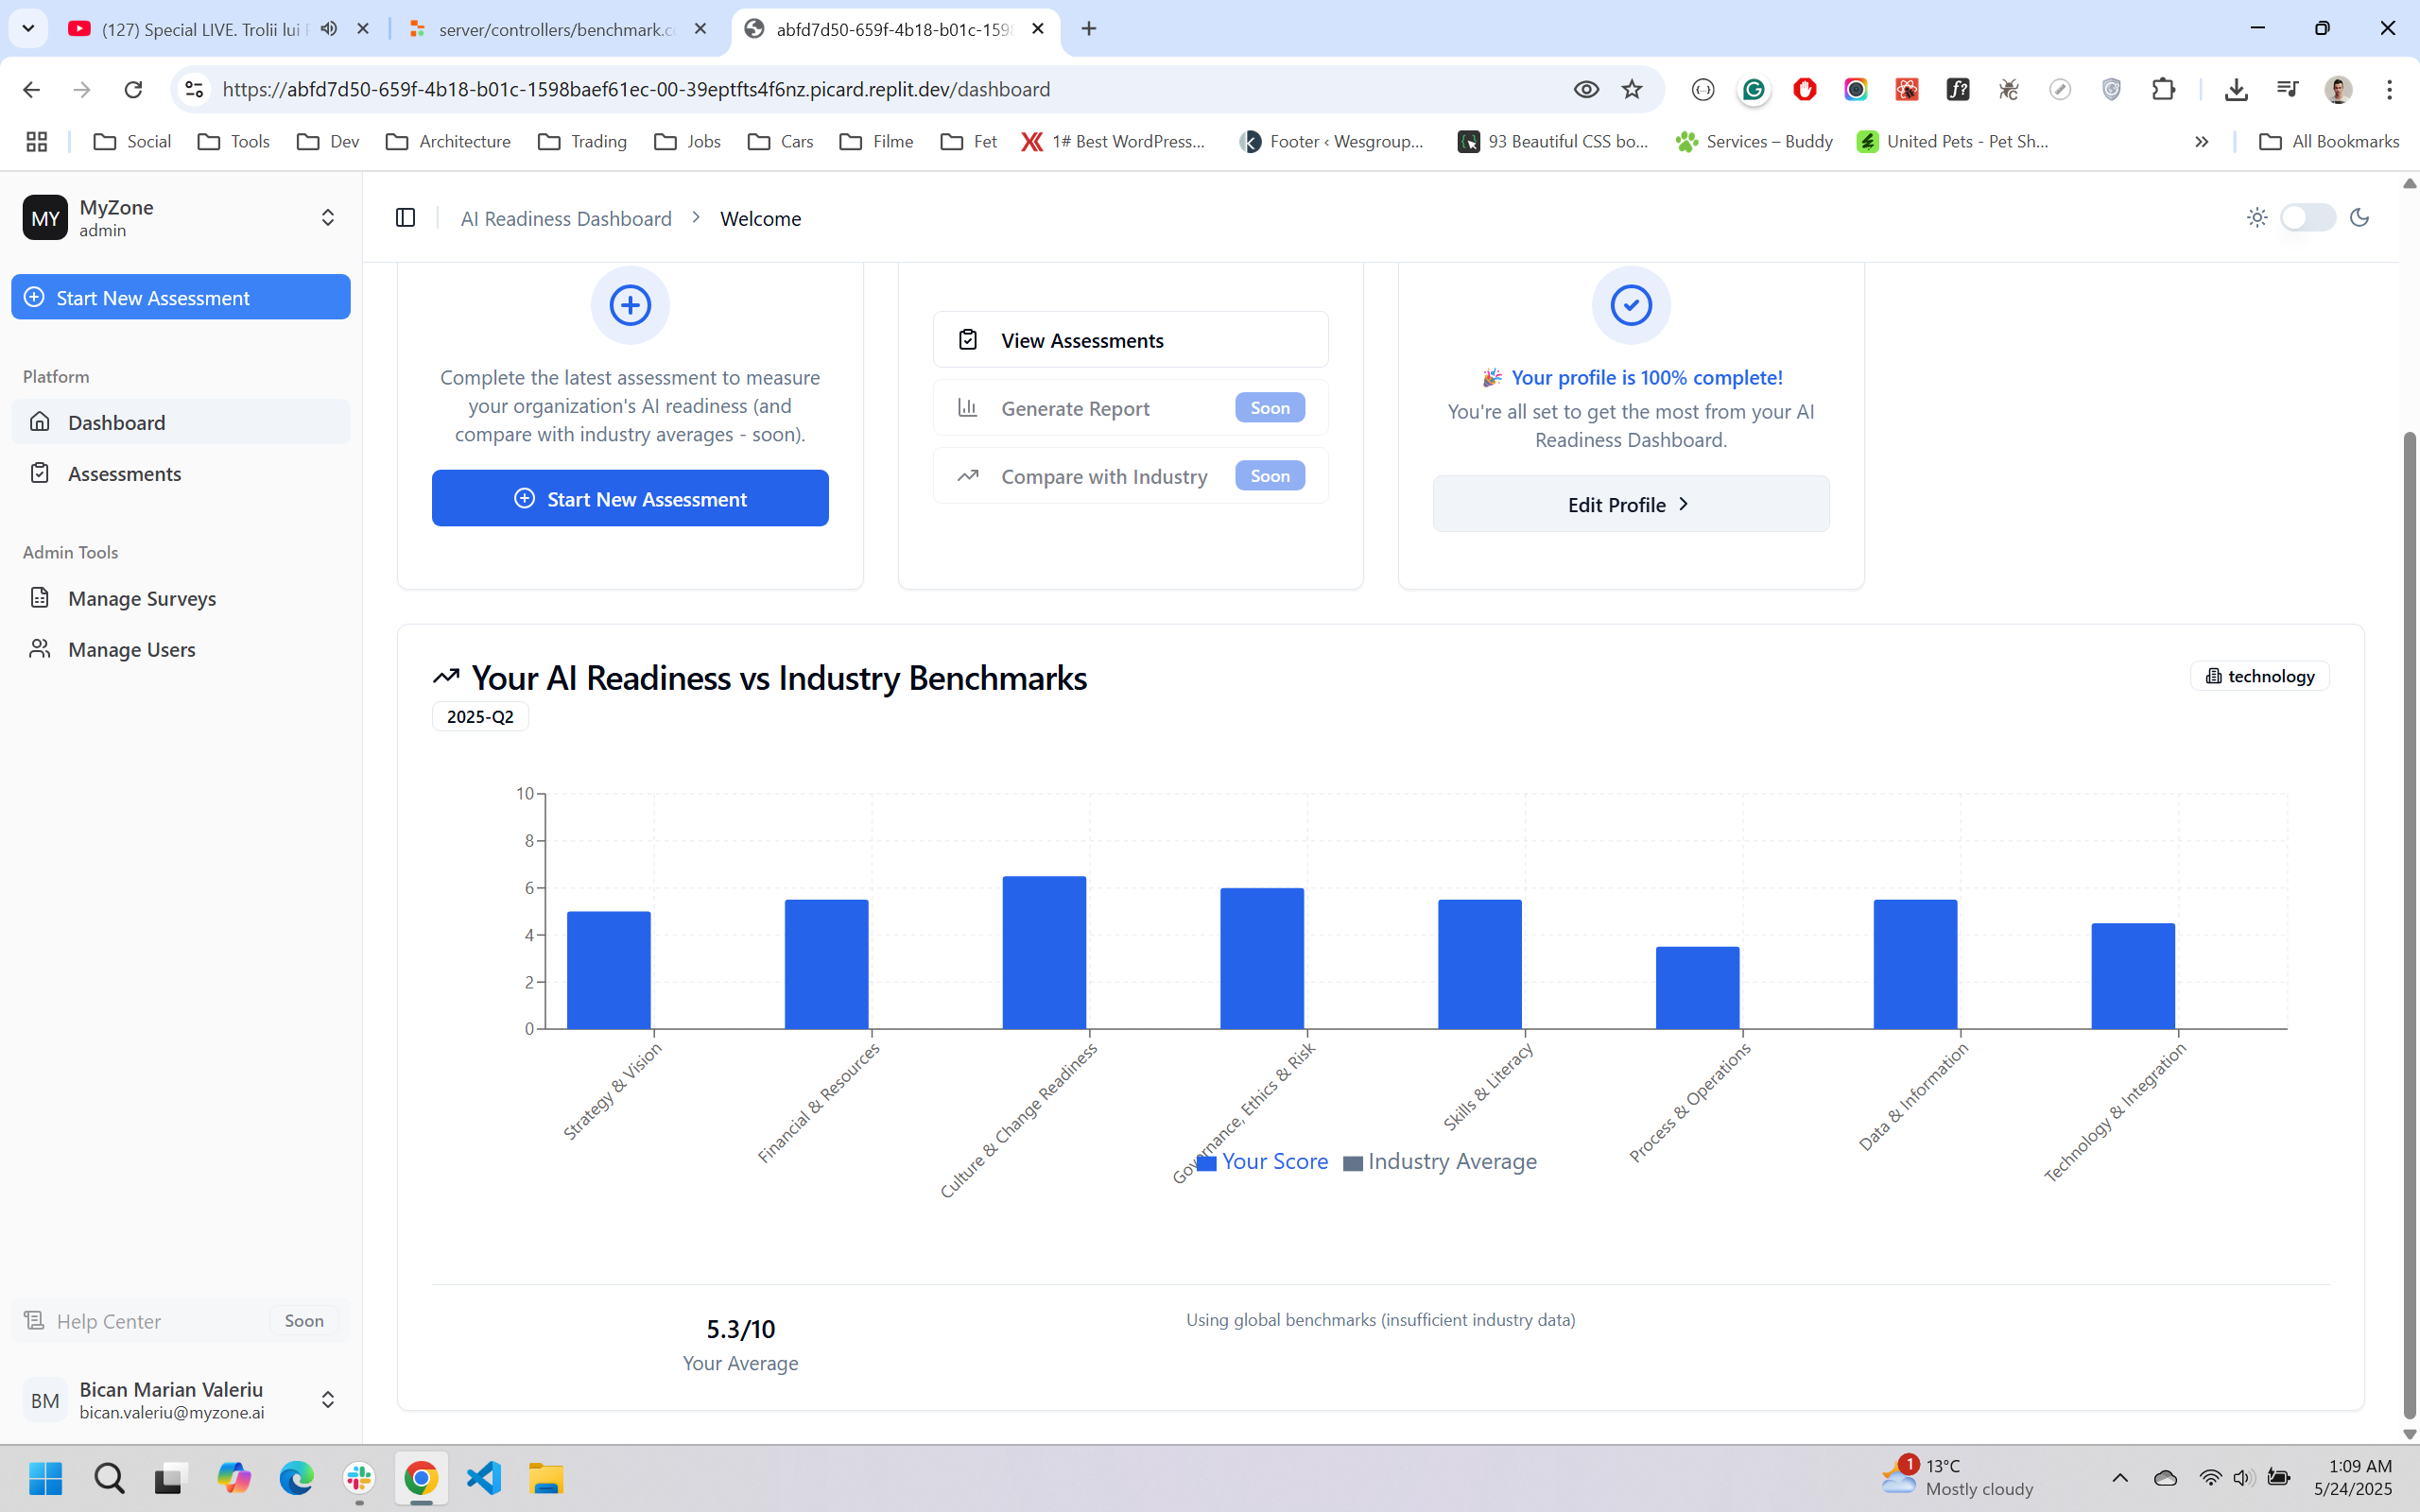 (127) Special LIVE. Trolii lui
server/controllers/benchmark.c
abfd7d50-659f-4b18-b01c-159
https://abfd7d50-659f-4b18-b01c-1598baef61ec-00-39eptfts4f6nz.picard.replit.dev/dashboard
Social
Tools
Dev
Architecture
Trading
Jobs
Cars
Filme
Fet
1# Best WordPress...
Footer ‹ Wesgroup...
93 Beautiful CSS bo...
Services – Buddy
United Pets - Pet Sh...
All Bookmarks
MY
MyZone
admin
AI Readiness Dashboard
Welcome
Start New Assessment
Platform
Dashboard
Assessments
Admin Tools
Manage Surveys
Manage Users
Complete the latest assessment to measure
your organization's AI readiness (and
compare with industry averages - soon).
Start New Assessment
View Assessments
Generate Report
Soon
Compare with Industry
Soon
🎉 Your profile is 100% complete!
You're all set to get the most from your AI
Readiness Dashboard.
Edit Profile
Your AI Readiness vs Industry Benchmarks
technology
2025-Q2
10
8
6
4
2
0
Strategy & Vision
Financial & Resources
Culture & Change Readiness
Governance, Ethics & Risk
Skills & Literacy
Process & Operations
Data & Information
Technology & Integration
Your Score
Industry Average
5.3/10
Your Average
Using global benchmarks (insufficient industry data)
Help Center
Soon
BM
Bican Marian Valeriu
bican.valeriu@myzone.ai
1
13°C
Mostly cloudy
1:09 AM
5/24/2025